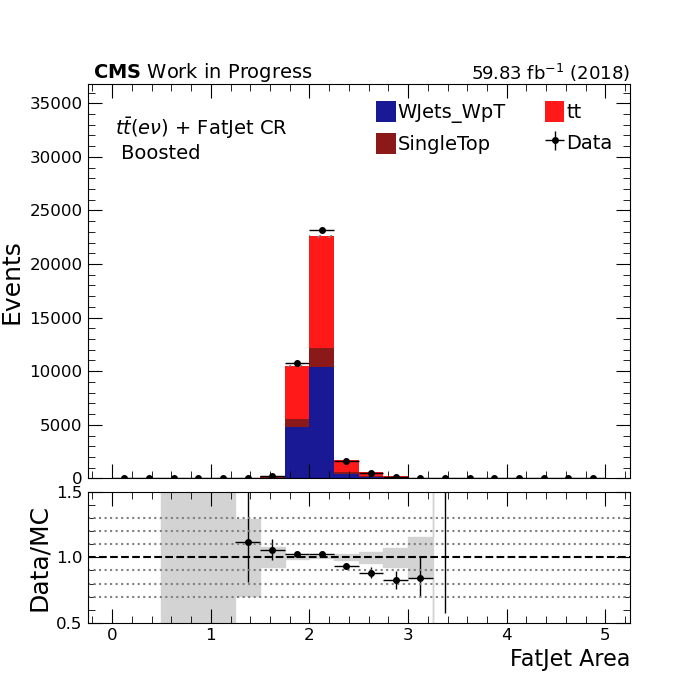 CMS Work in Progress 59.83 fb⁻¹ (2018)
tt̄(eν) + FatJet CR
Boosted
WJets_WpT tt
SingleTop Data
Events
35000
30000
25000
20000
15000
10000
5000
0
Data/MC
1.5
1.0
0.5
0 1 2 3 4 5
FatJet Area